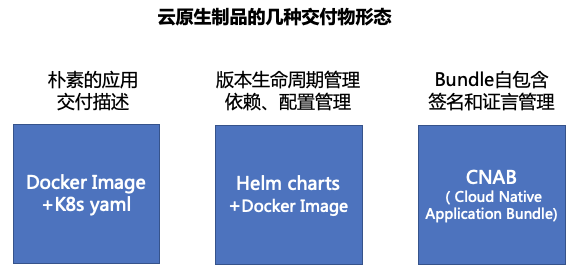 云原生制品的几种交付物形态
朴素的应用
交付描述
Docker Image
+K8s yaml
版本生命周期管理
依赖、配置管理
Helm charts
+Docker Image
Bundle自包含
签名和证言管理
CNAB
( Cloud Native
Application Bundle)